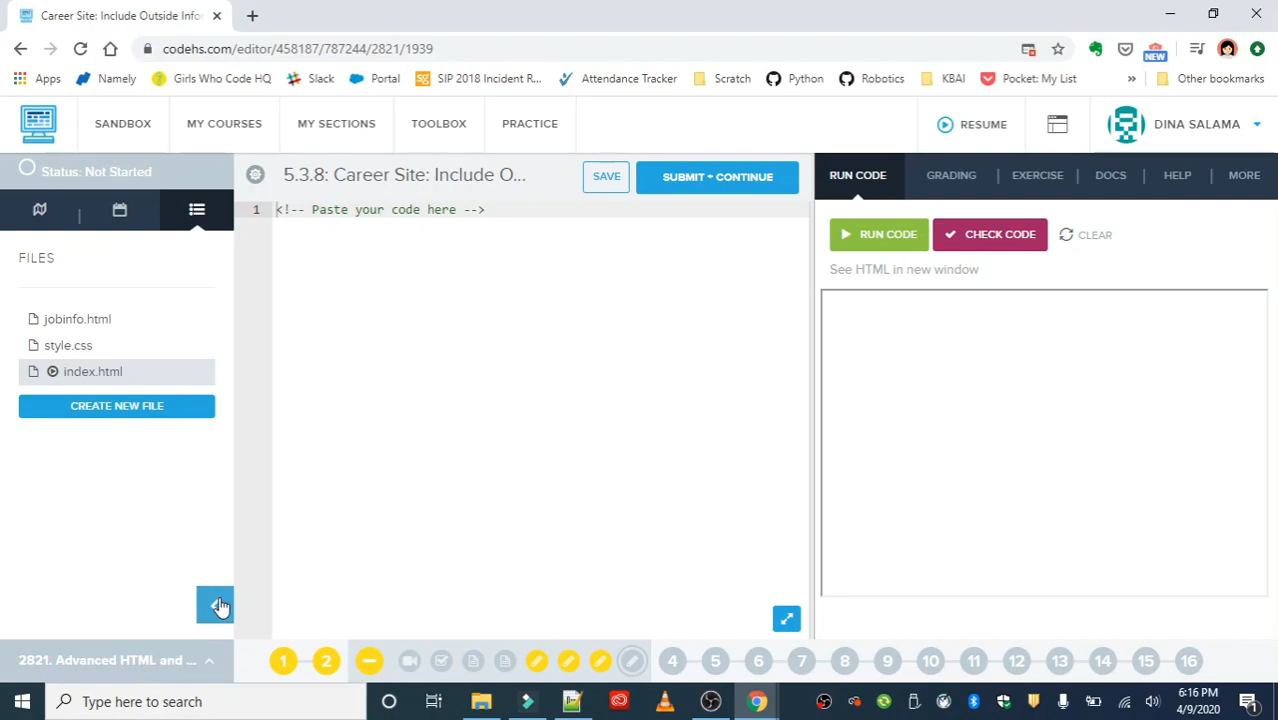 Career Site: Include Outside Infor
codehs.com/editor/458187/787244/2821/1939
NEW
Apps
Namely
Girls Who Code HQ
Slack
Portal
SIP 2018 Incident R...
Attendance Tracker
Scratch
Python
Robotics
KBAI
Pocket: My List
»
Other bookmarks
SANDBOX
MY COURSES
MY SECTIONS
TOOLBOX
PRACTICE
RESUME
DINA SALAMA
Status: Not Started
5.3.8: Career Site: Include O...
SAVE
SUBMIT + CONTINUE
RUN CODE
GRADING
EXERCISE
DOCS
HELP
MORE
1 <!-- Paste your code here -->
RUN CODE
CHECK CODE
CLEAR
See HTML in new window
FILES
jobinfo.html
style.css
index.html
CREATE NEW FILE
2821. Advanced HTML and ...
1 2 4 5 6 7 8 9 10 11 12 13 14 15 16
Type here to search
6:16 PM
4/9/2020
1